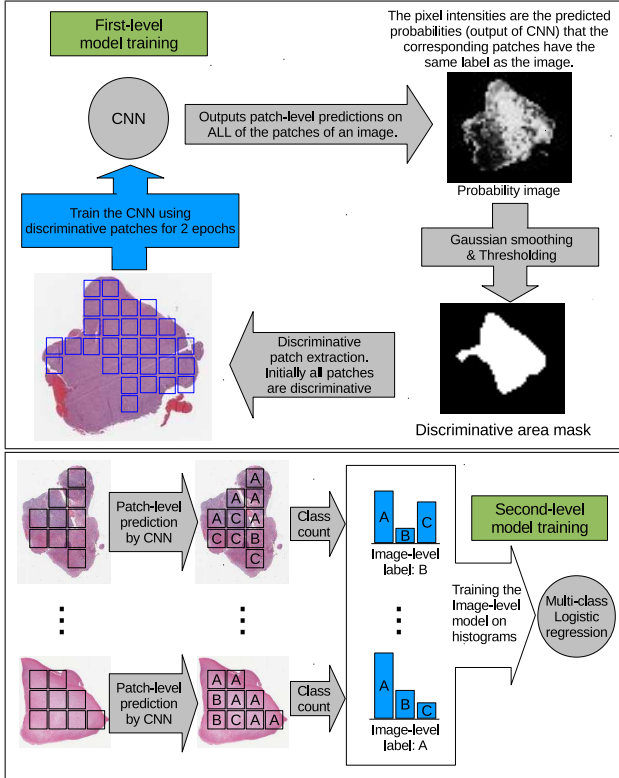 First-level
model training
The pixel intensities are the predicted
probabilities (output of CNN) that the
corresponding patches have the
same label as the image.
CNN
Outputs patch-level predictions on
ALL of the patches of an image.
Probability image
Train the CNN using
discriminative patches for 2 epochs
Gaussian smoothing
& Thresholding
Discriminative
patch extraction.
Initially all patches
are discriminative
Discriminative area mask
Patch-level
prediction
by CNN
A
A A
A C A
C C B
C
Class
count
A B C
Image-level
label: B
Second-level
model training
Training the
Image-level
model on
histograms
Multi-class
Logistic
regression
Patch-level
prediction
by CNN
A A
B A A
B C A A
Class
count
A B C
Image-level
label: A